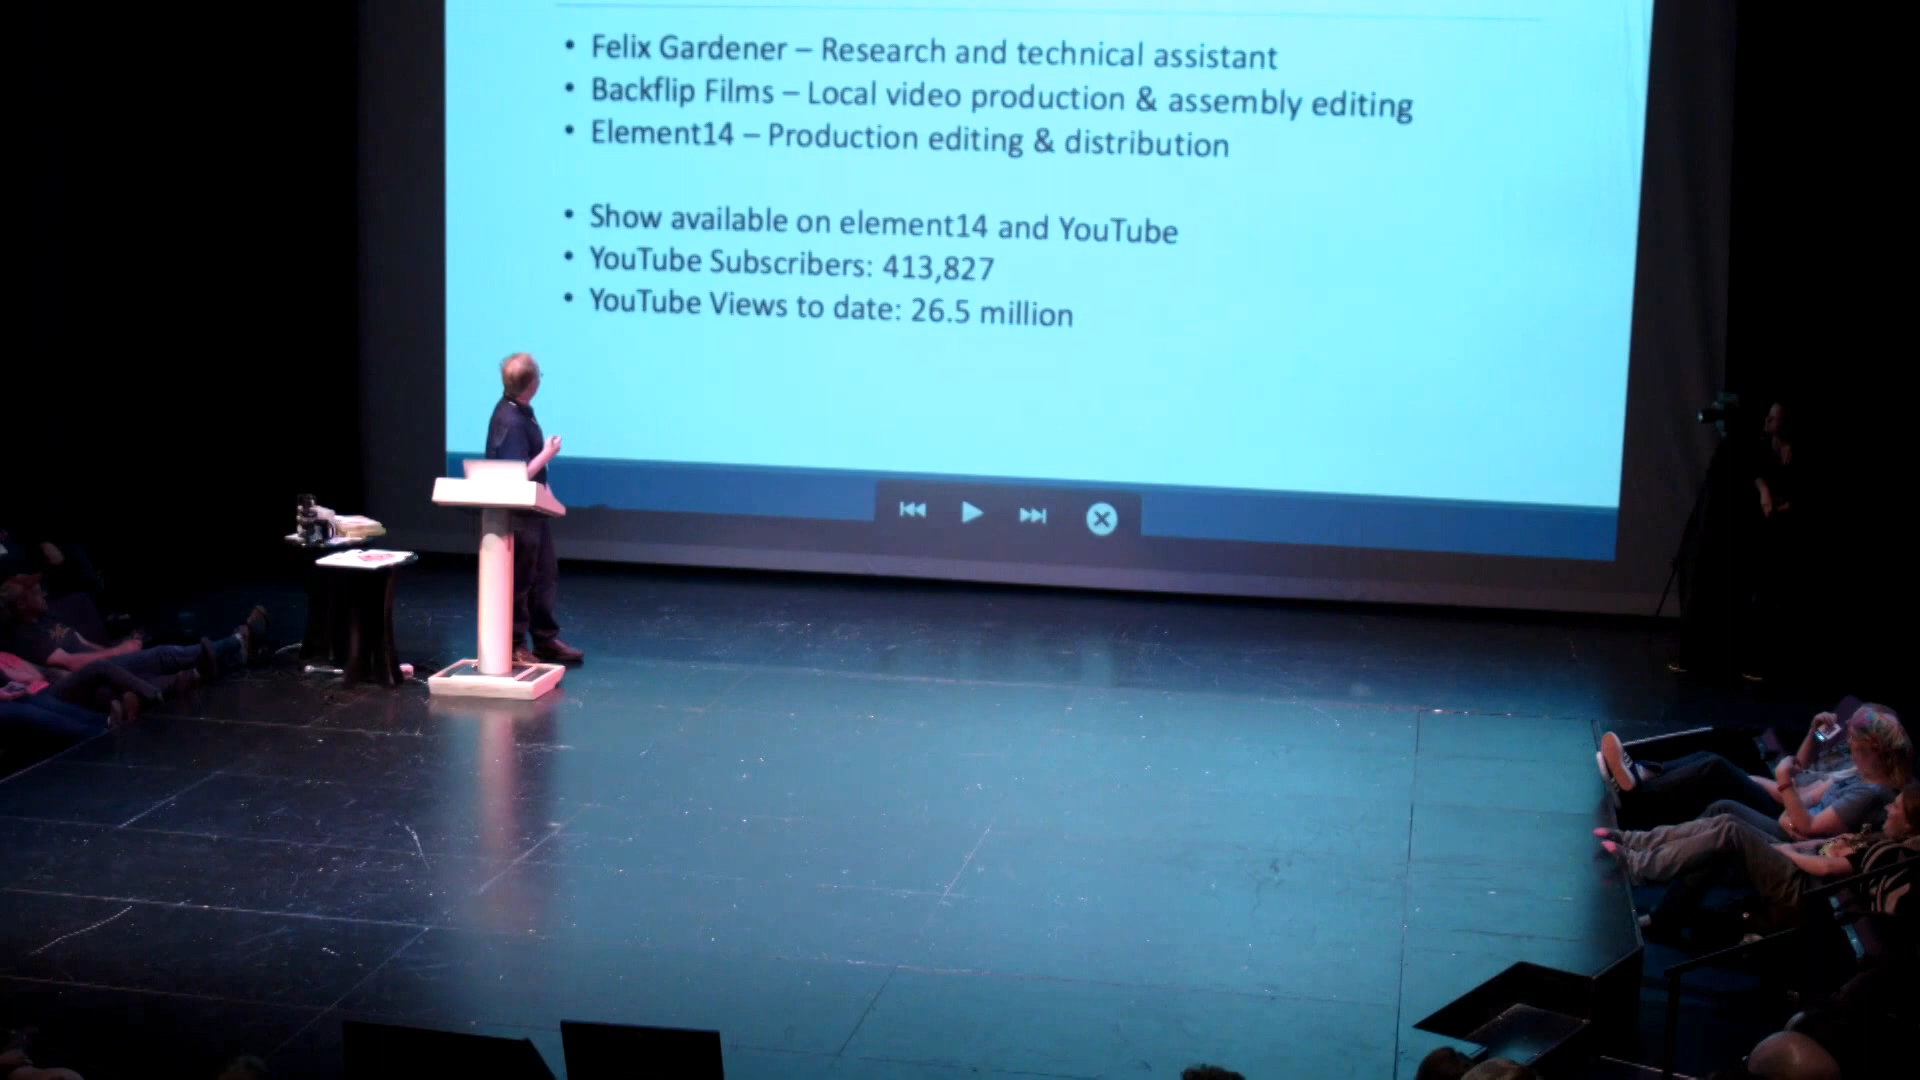 • Felix Gardener – Research and technical assistant
• Backflip Films – Local video production & assembly editing
• Element14 – Production editing & distribution
• Show available on element14 and YouTube
• YouTube Subscribers: 413,827
• YouTube Views to date: 26.5 million